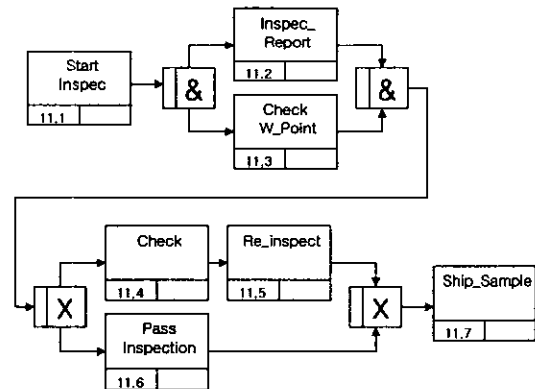 Inspec_
Report
11,2
Start
Inspec
11,1
&
&
Check
W_Point
11,3
Check
11,4
Re_inspect
11,5
X
X
Ship_Sample
11,7
Pass
Inspection
11,6